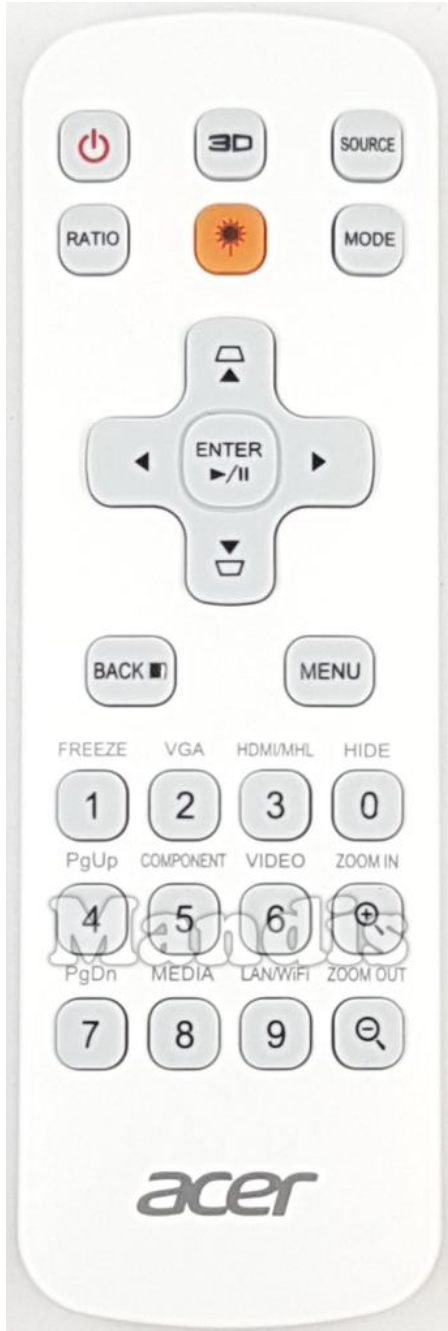 3D SOURCE
RATIO MODE
ENTER
BACK MENU
FREEZE VGA HDMI/MHL HIDE
1 2 3 0
PgUp COMPONENT VIDEO ZOOM IN
4 5 6
Mandis
PgDn MEDIA LAN/WiFi ZOOM OUT
7 8 9
acer